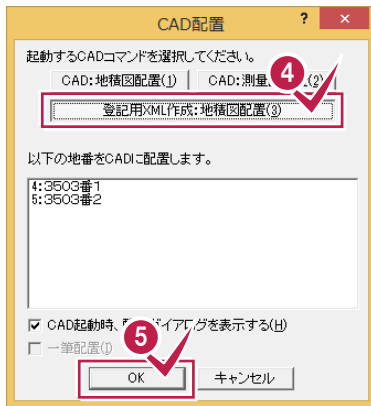 CAD配置
? ×
起動するCADコマンドを選択してください。
CAD:地積図配置(1) CAD:測量 (2)
4
登記用XML作成:地積図配置(3)
以下の地番をCADに配置します。
4:3503番1
5:3503番2
CAD起動時、 ダイアログを表示する(H)
一筆配置(I)
5
OK キャンセル